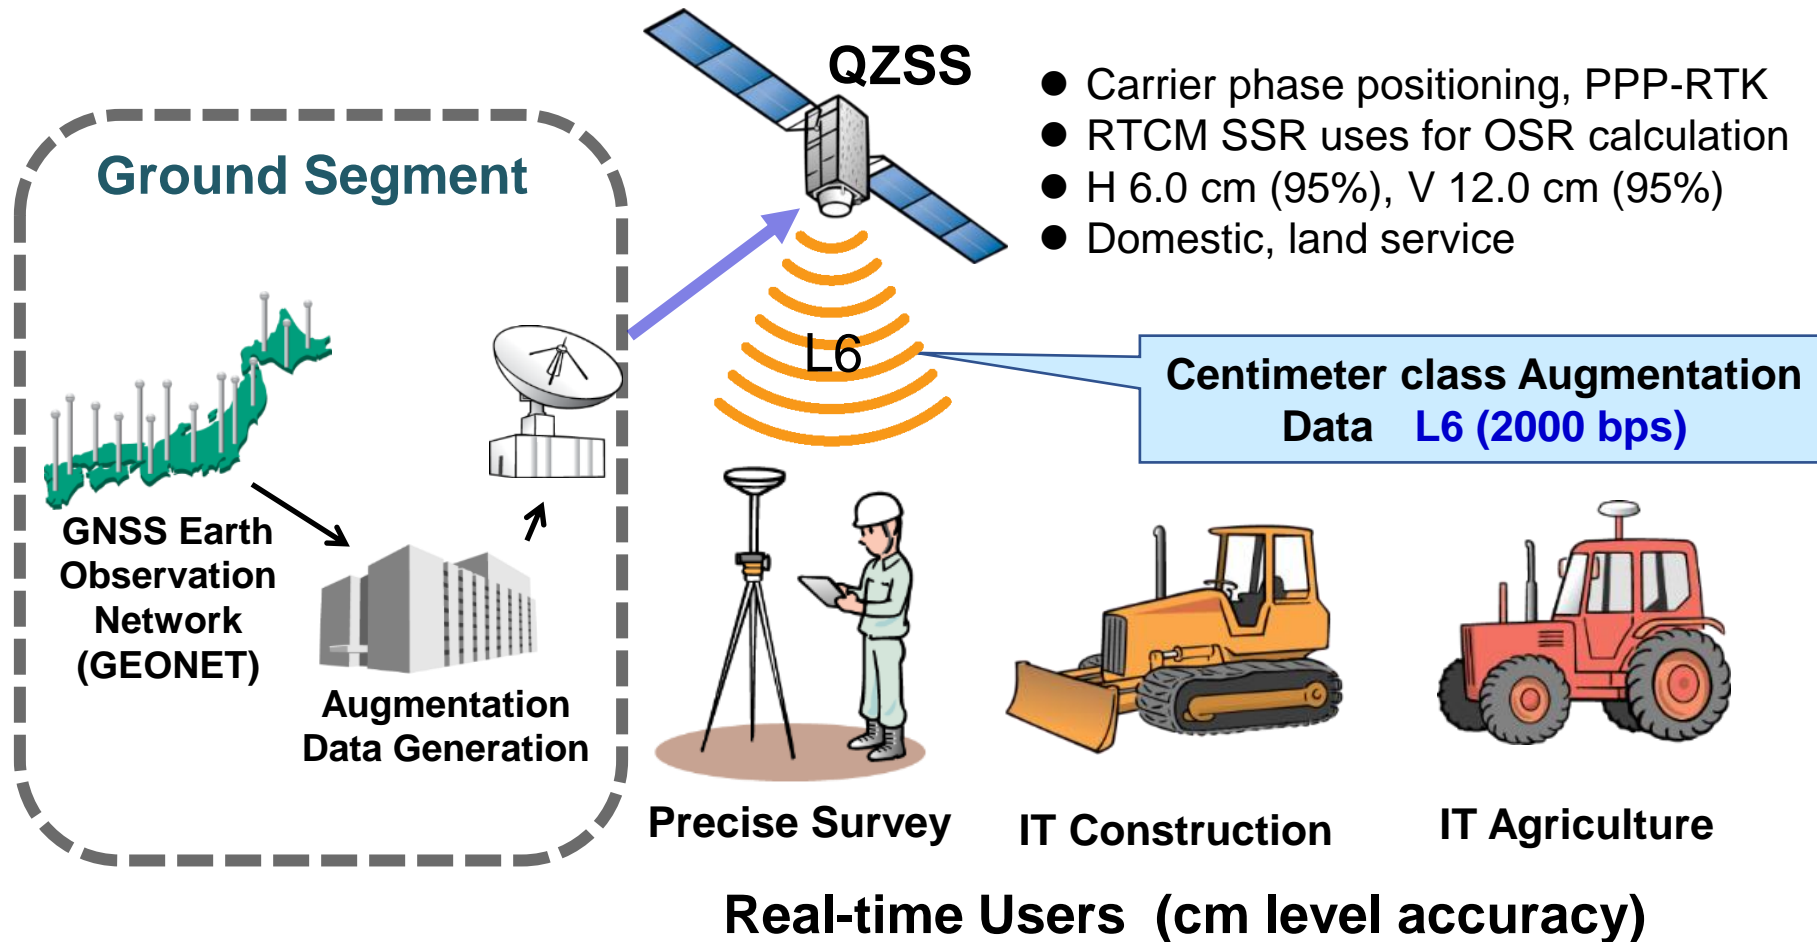 QZSS
● Carrier phase positioning, PPP-RTK
● RTCM SSR uses for OSR calculation
● H 6.0 cm (95%), V 12.0 cm (95%)
● Domestic, land service
Ground Segment
L6
Centimeter class Augmentation
Data L6 (2000 bps)
GNSS Earth
Observation
Network
(GEONET)
Augmentation
Data Generation
Precise Survey
IT Construction
IT Agriculture
Real-time Users (cm level accuracy)